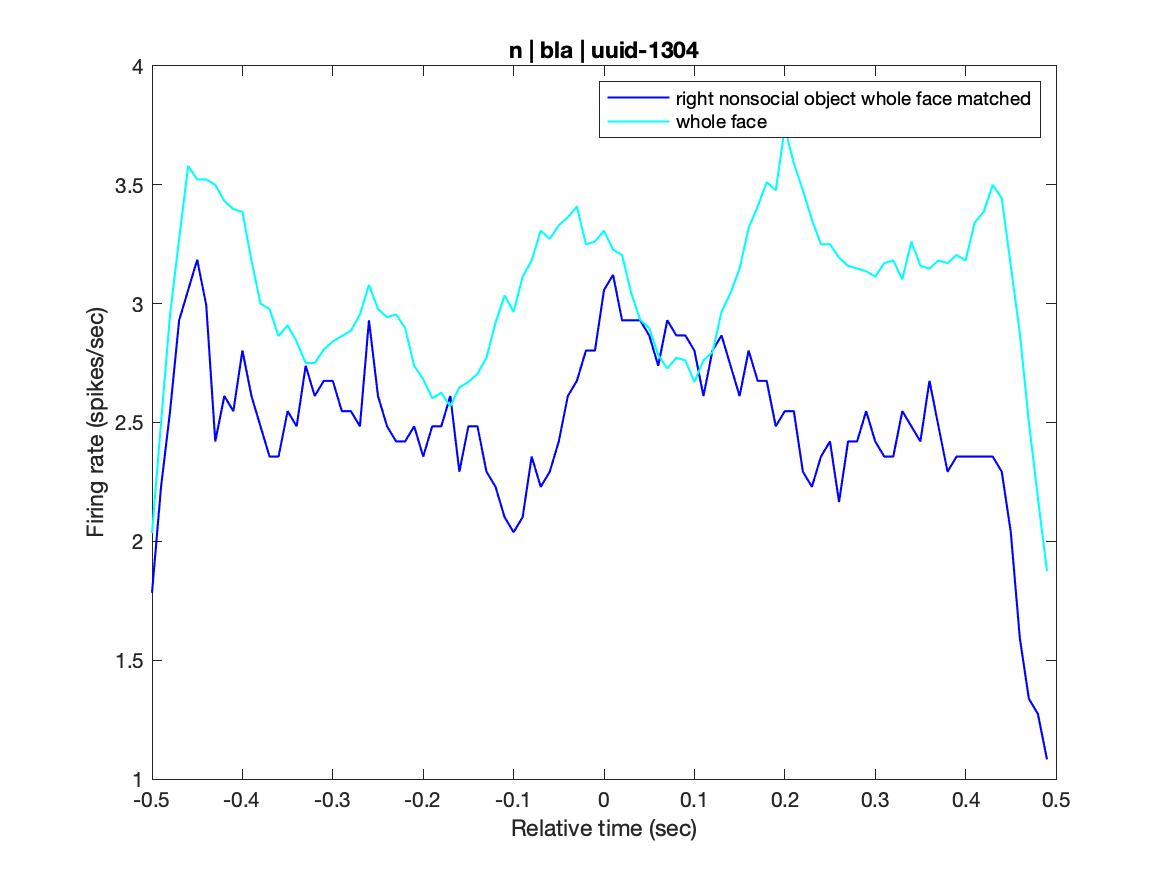 n | bla | uuid-1304
right nonsocial object whole face matched
whole face
Firing rate (spikes/sec)
4
3.5
3
2.5
2
1.5
1
-0.5 -0.4 -0.3 -0.2 -0.1 0 0.1 0.2 0.3 0.4 0.5
Relative time (sec)